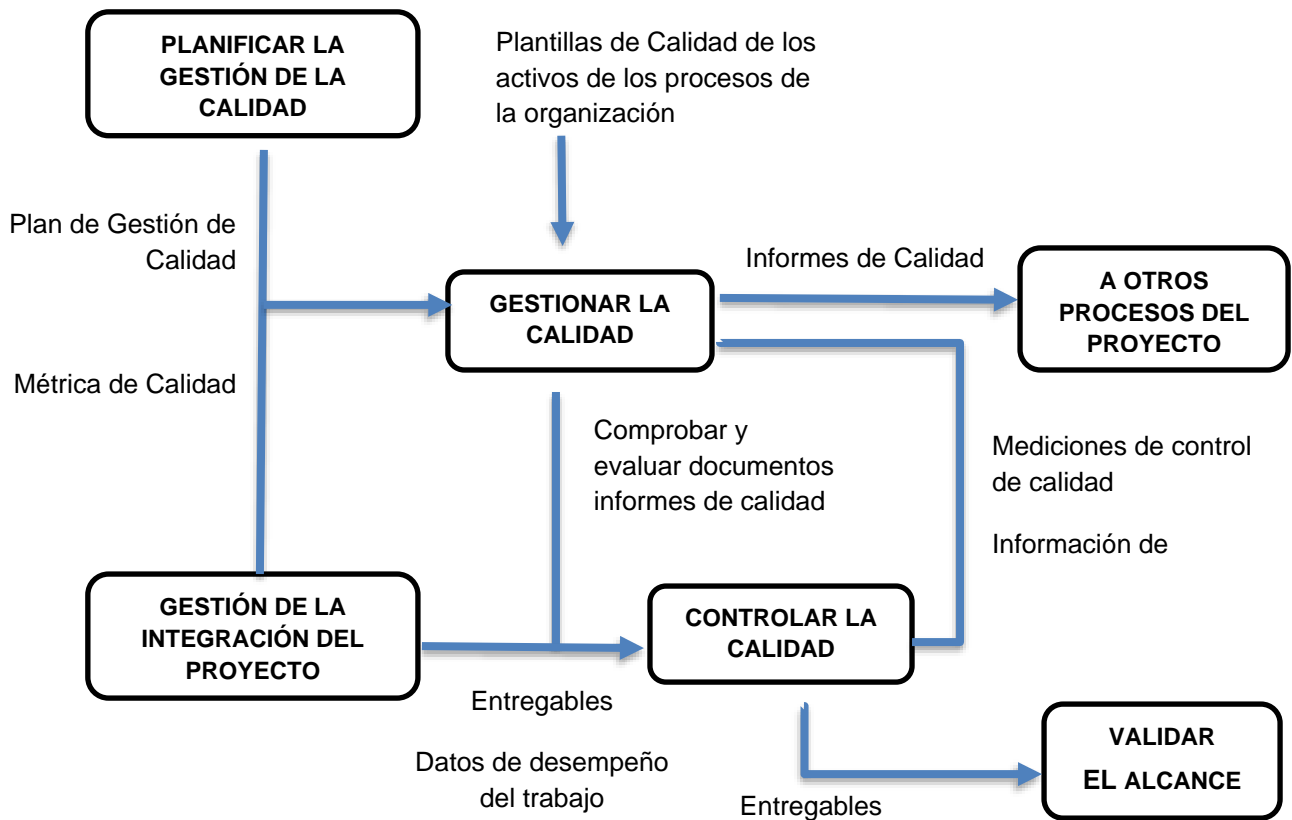 PLANIFICAR LA
GESTIÓN DE LA
CALIDAD
Plantillas de Calidad de los
activos de los procesos de
la organización
Plan de Gestión de
Calidad
Métrica de Calidad
GESTIONAR LA
CALIDAD
Informes de Calidad
A OTROS
PROCESOS DEL
PROYECTO
Comprobar y
evaluar documentos
informes de calidad
Mediciones de control
de calidad
Información de
GESTIÓN DE LA
INTEGRACIÓN DEL
PROYECTO
CONTROLAR LA
CALIDAD
Entregables
Datos de desempeño
del trabajo
Entregables
VALIDAR
EL ALCANCE